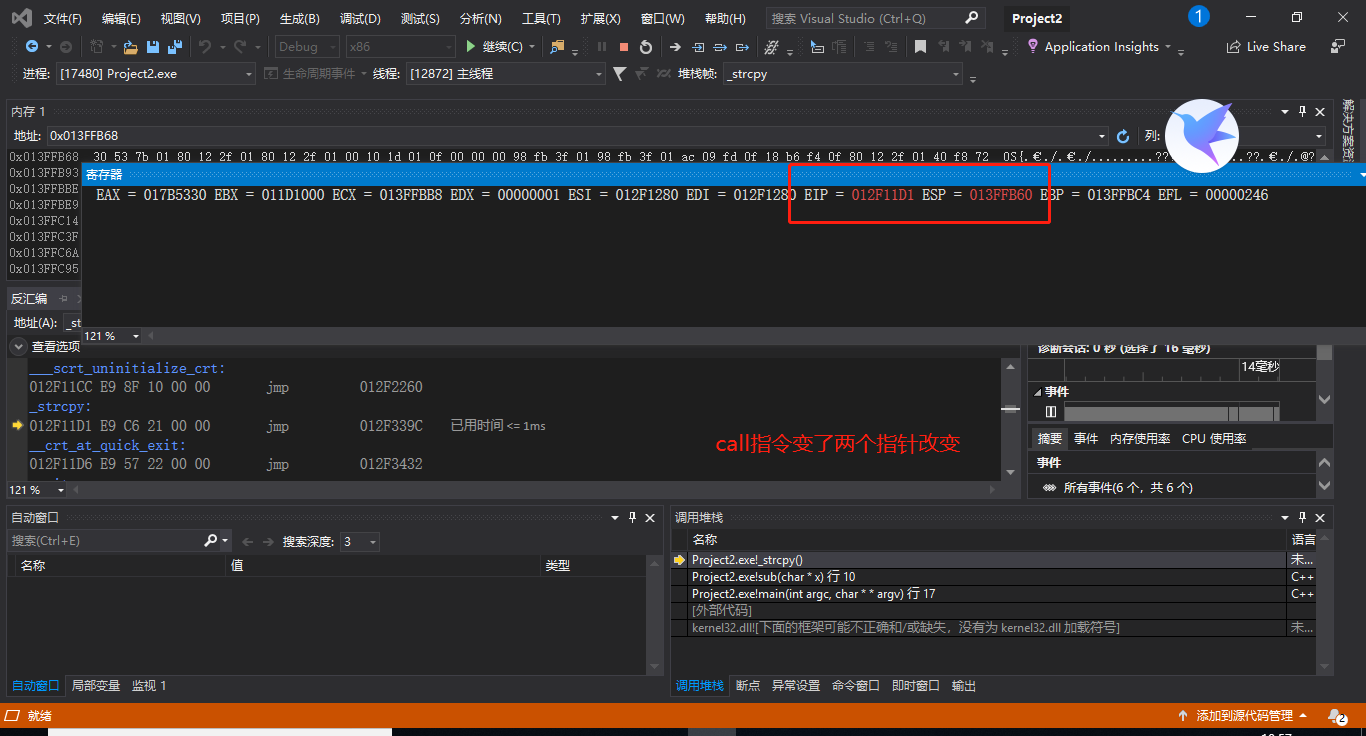 文件(F) 编辑(E) 视图(V) 项目(P) 生成(B) 调试(D) 测试(S) 分析(N) 工具(T) 扩展(X) 窗口(W) 帮助(H) 搜索 Visual Studio (Ctrl+Q) Project2 1
Debug x86 继续(C) Application Insights Live Share
进程: [17480] Project2.exe 生命周期事件 线程: [12872] 主线程 堆栈帧: _strcpy
内存 1
地址: 0x013FFB68 列:
0x013FFB68 30 53 7b 01 80 12 2f 01 80 12 2f 01 00 10 1d 01 0f 00 00 00 98 fb 3f 01 98 fb 3f 01 ac 09 fd 0f 18 b6 f4 0f 80 12 2f 01 40 f8 72 0S{.€./.€./.........??.??.
0x013FFB93
寄存器
EAX = 017B5330 EBX = 011D1000 ECX = 013FFBB8 EDX = 00000001 ESI = 012F1280 EDI = 012F1280 EIP = 012F11D1 ESP = 013FFB60 EBP = 013FFBC4 EFL = 00000246
0x013FFBBE
0x013FFBE9
0x013FFC14
0x013FFC3F
0x013FFC6A
0x013FFC95
解决方案资
反汇编
地址(A): _st
121 %
查看选项
___scrt_uninitialize_crt:
012F11CC E9 8F 10 00 00 jmp 012F2260
_strcpy:
012F11D1 E9 C6 21 00 00 jmp 012F339C 已用时间 <= 1ms
__crt_at_quick_exit:
012F11D6 E9 57 22 00 00 jmp 012F3432
121 %
call指令变了两个指针改变
诊断会话: 0 秒 (选择了 16 毫秒)
14毫秒
事件
摘要 事件 内存使用率 CPU 使用率
事件
所有事件(6 个，共 6 个)
自动窗口
搜索(Ctrl+E) 搜索深度: 3
名称 值 类型
自动窗口 局部变量 监视 1
调用堆栈
名称 语言
Project2.exe!_strcpy() 未...
Project2.exe!sub(char * x) 行 10 C++
Project2.exe!main(int argc, char * * argv) 行 17 C++
[外部代码]
kernel32.dll![下面的框架可能不正确和/或缺失，没有为 kernel32.dll 加载符号] 未...
调用堆栈 断点 异常设置 命令窗口 即时窗口 输出
就绪 添加到源代码管理 2